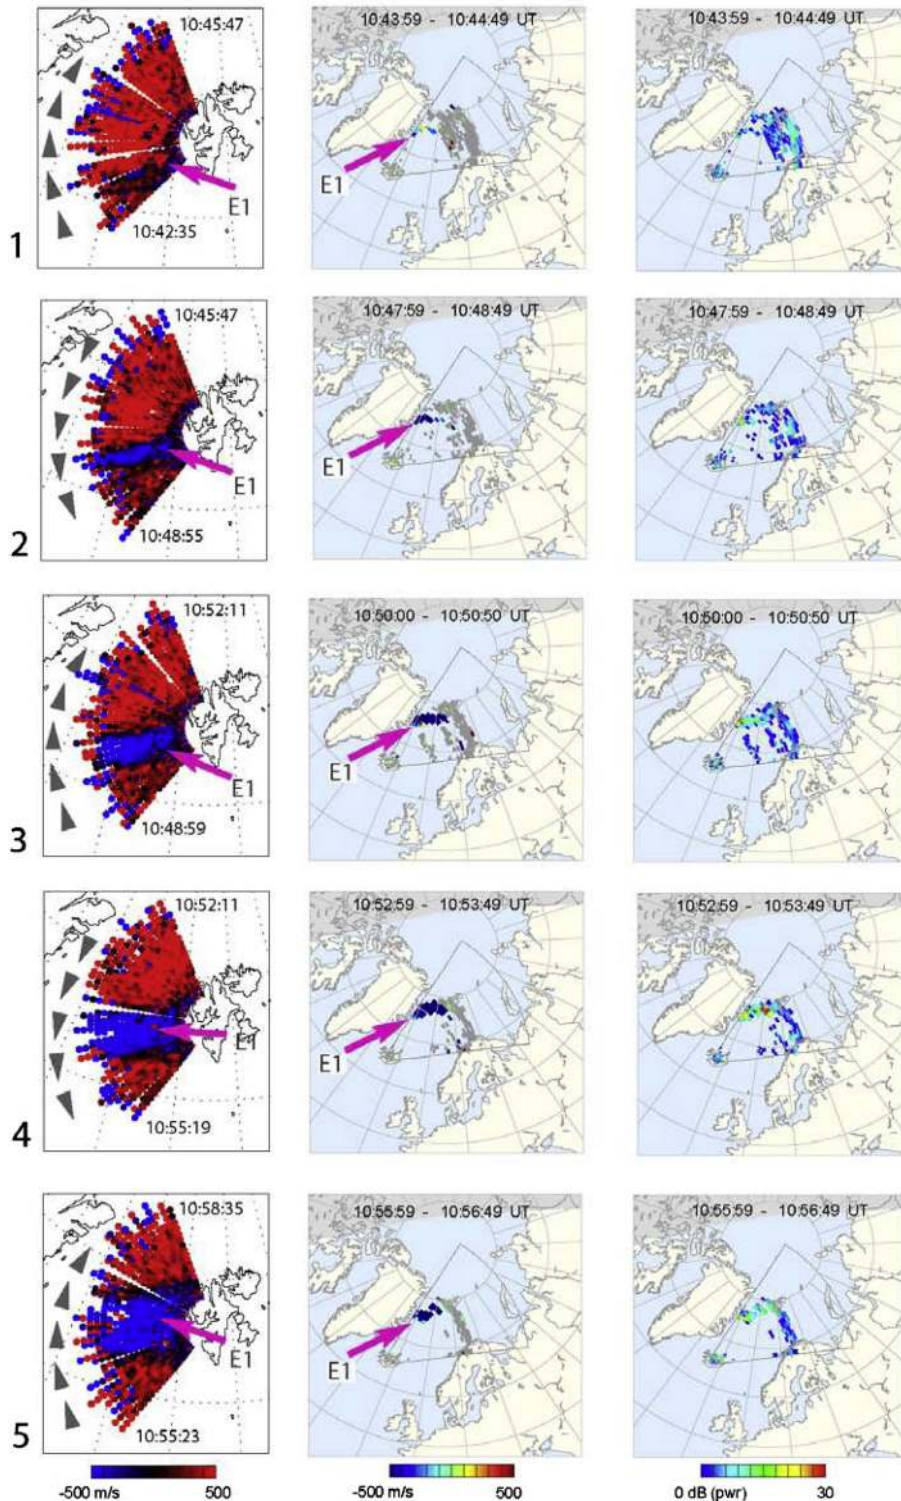 10:45:47
10:43:59 - 10:44:49 UT
10:43:59 - 10:44:49 UT
E1
E1
10:42:35
1
10:45:47
10:47:59 - 10:48:49 UT
10:47:59 - 10:48:49 UT
E1
E1
10:48:55
2
10:52:11
10:50:00 - 10:50:50 UT
10:50:00 - 10:50:50 UT
E1
E1
10:48:59
3
10:52:11
10:52:59 - 10:53:49 UT
10:52:59 - 10:53:49 UT
E1
E1
10:55:19
4
10:58:35
10:55:59 - 10:56:49 UT
10:55:59 - 10:56:49 UT
E1
E1
10:55:23
5
-500 m/s 500
-500 m/s 500
0 dB (pwr) 30